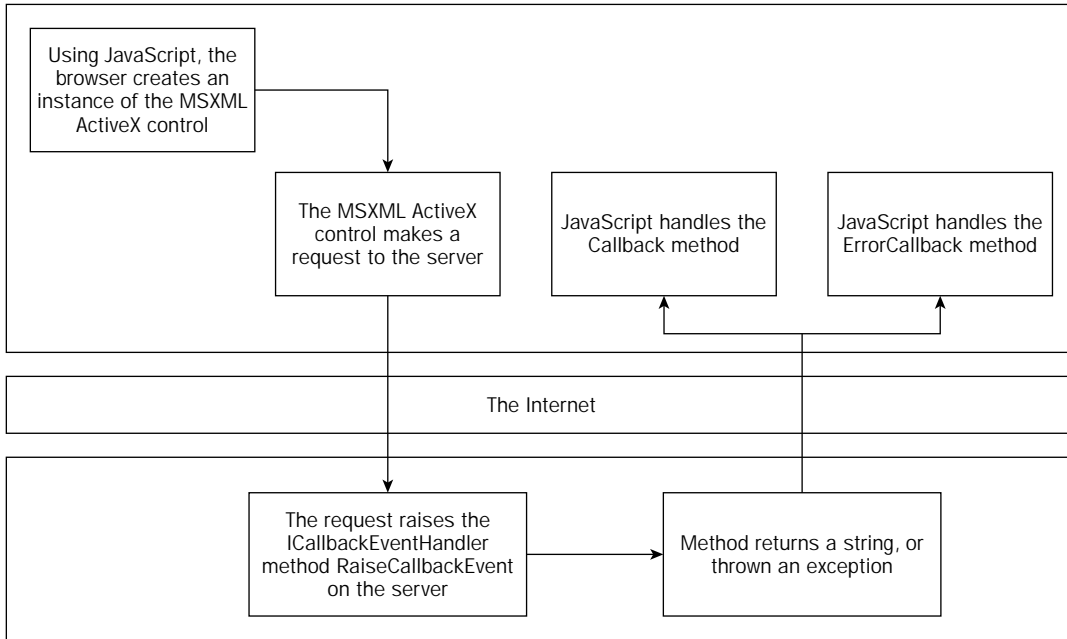 Using JavaScript, the
browser creates an
instance of the MSXML
ActiveX control
The MSXML ActiveX
control makes a
request to the server
JavaScript handles the
Callback method
JavaScript handles the
ErrorCallback method
The Internet
The request raises the
ICallbackEventHandler
method RaiseCallbackEvent
on the server
Method returns a string, or
thrown an exception